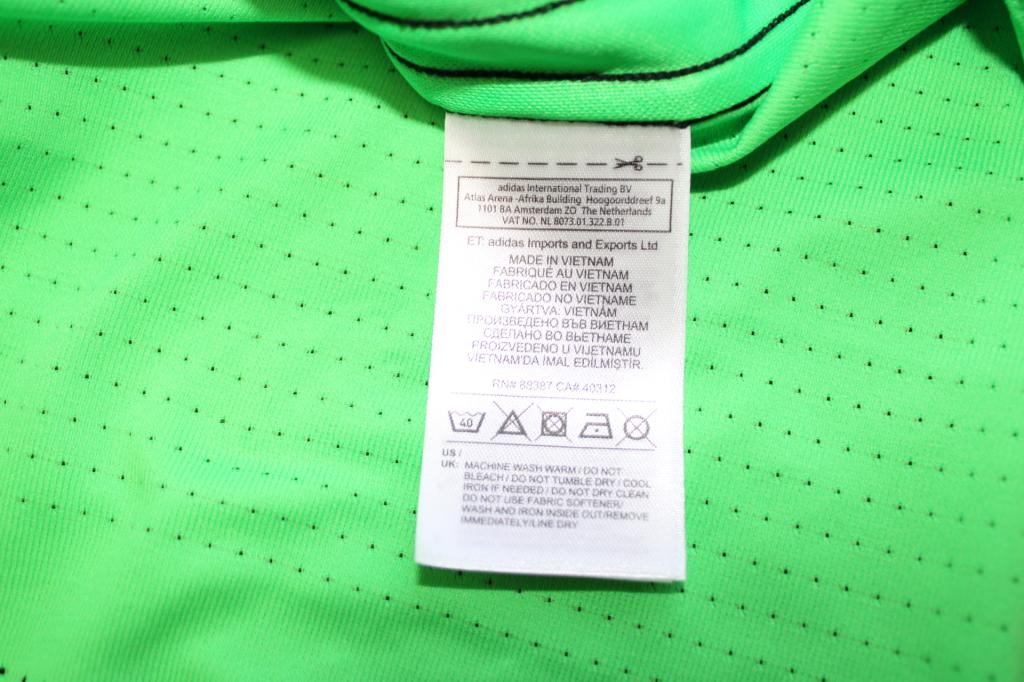 adidas International Trading BV
Atlas Arena -Afrika Building Hoogoorddreef 9a
1101 BA Amsterdam ZO The Netherlands
VAT NO. NL 8073.01.322.B.01
ET: adidas Imports and Exports Ltd
MADE IN VIETNAM
FABRIQUÉ AU VIETNAM
FABRICADO EN VIETNAM
FABRICADO NO VIETNAME
GYÁRTVA: VIETNÁM
ПРОИЗВЕДЕНО ВЪВ ВИЕТНАМ
СДЕЛАНО ВО ВЬЕТНАМЕ
PROIZVEDENO U VIJETNAMU
VIETNAM'DA İMAL EDİLMİŞTİR.
RN# 88387 CA# 40312
40
US /
UK: MACHINE WASH WARM / DO NOT
BLEACH / DO NOT TUMBLE DRY / COOL
IRON IF NEEDED / DO NOT DRY CLEAN
DO NOT USE FABRIC SOFTENER/
WASH AND IRON INSIDE OUT/REMOVE
IMMEDIATELY/LINE DRY